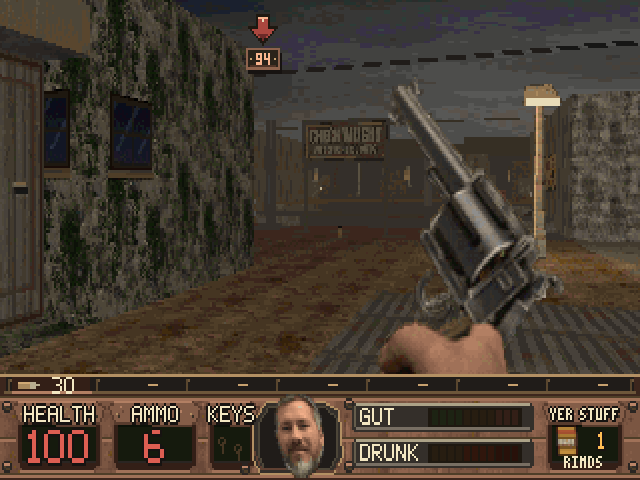 ·94·
30
HEALTH AMMO KEYS
100 6
GUT
DRUNK
YER STUFF
1
RINDS